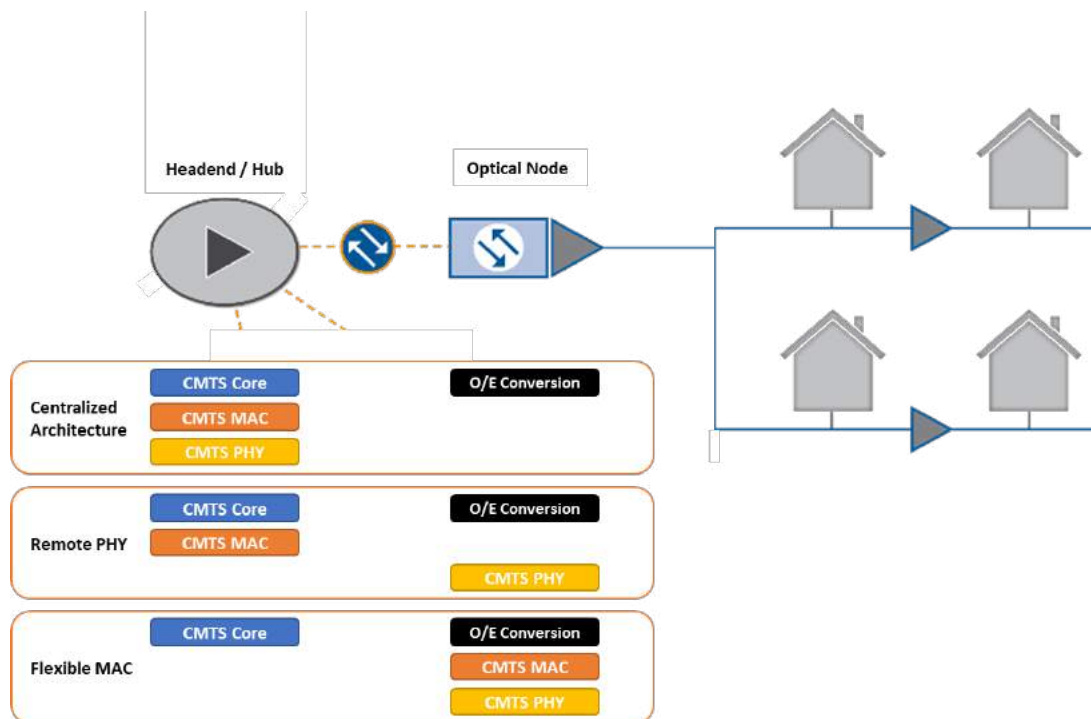 Headend / Hub
Optical Node
Centralized
Architecture
CMTS Core
O/E Conversion
CMTS MAC
CMTS PHY
Remote PHY
CMTS Core
O/E Conversion
CMTS MAC
CMTS PHY
Flexible MAC
CMTS Core
O/E Conversion
CMTS MAC
CMTS PHY